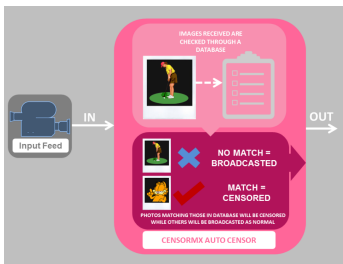 IMAGES RECEIVED ARE
CHECKED THROUGH A
DATABASE
IN
OUT
Input Feed
NO MATCH =
BROADCASTED
MATCH =
CENSORED
PHOTOS MATCHING THOSE IN DATABASE WILL BE CENSORED
WHILE OTHERS WILL BE BROADCASTED AS NORMAL
CENSORMX AUTO CENSOR